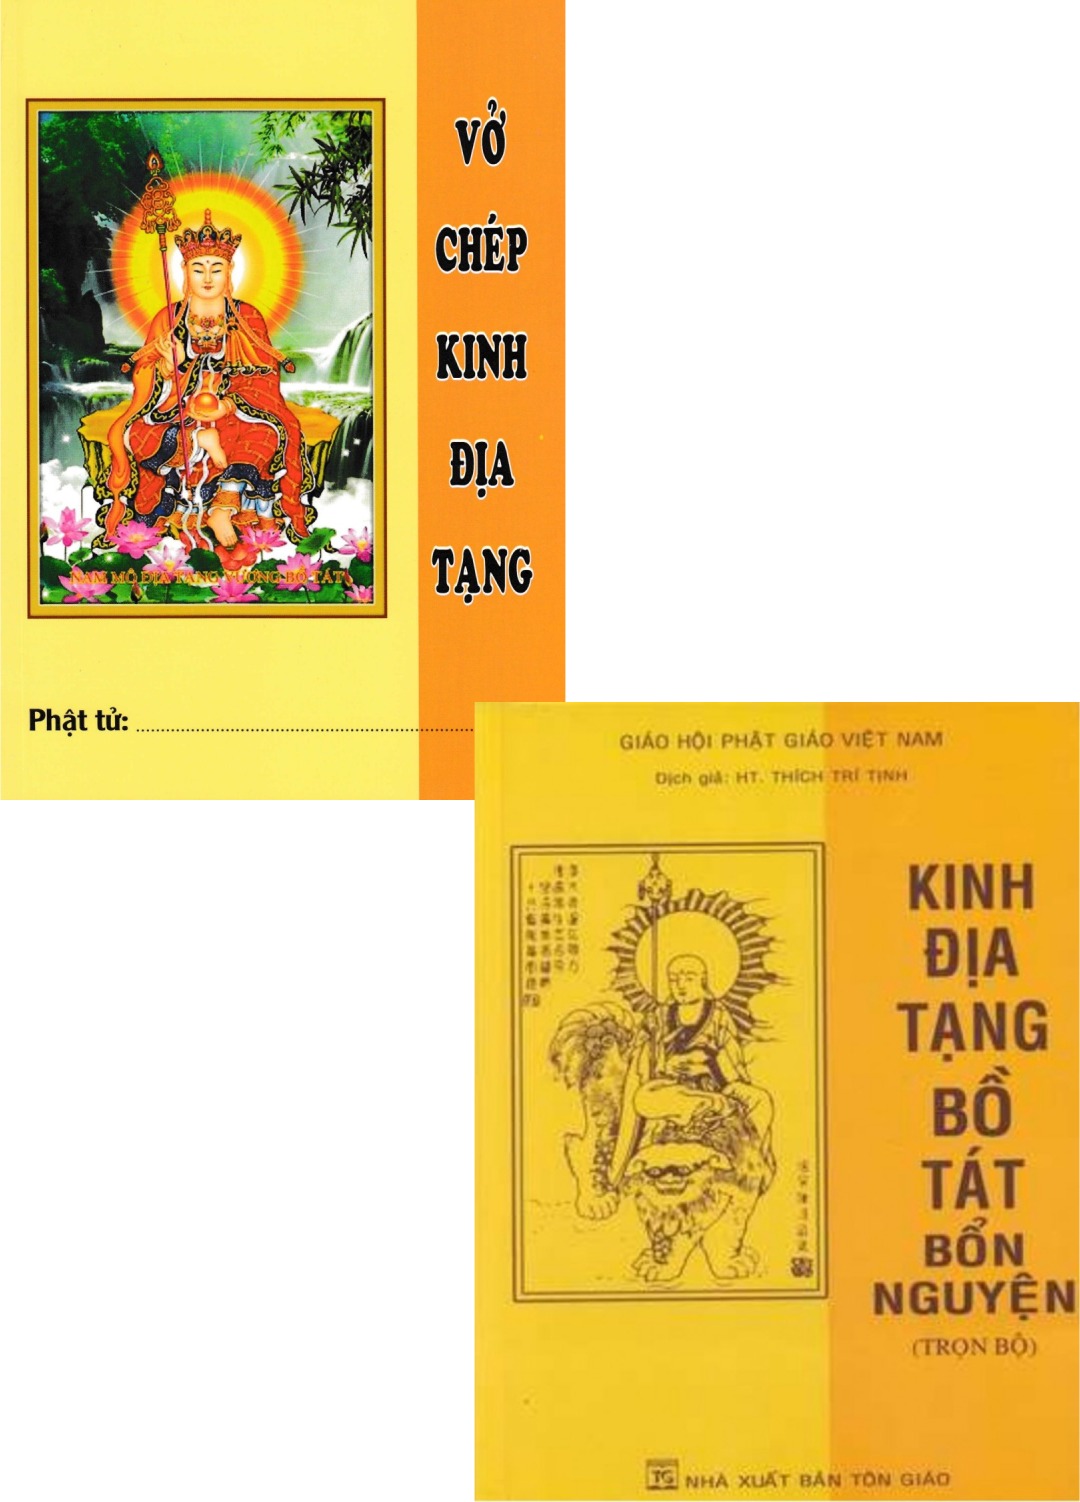 VỞ
CHÉP
KINH
ĐỊA
TẠNG
NAM MÔ ĐỊA TẠNG VƯƠNG BỒ TÁT
Phật tử:
GIÁO HỘI PHẬT GIÁO VIỆT NAM
Dịch giả: HT. THÍCH TRÍ TỊNH
KINH
ĐỊA
TẠNG
BỒ
TÁT
BỔN
NGUYỆN
(TRỌN BỘ)
TG NHÀ XUẤT BẢN TÔN GIÁO